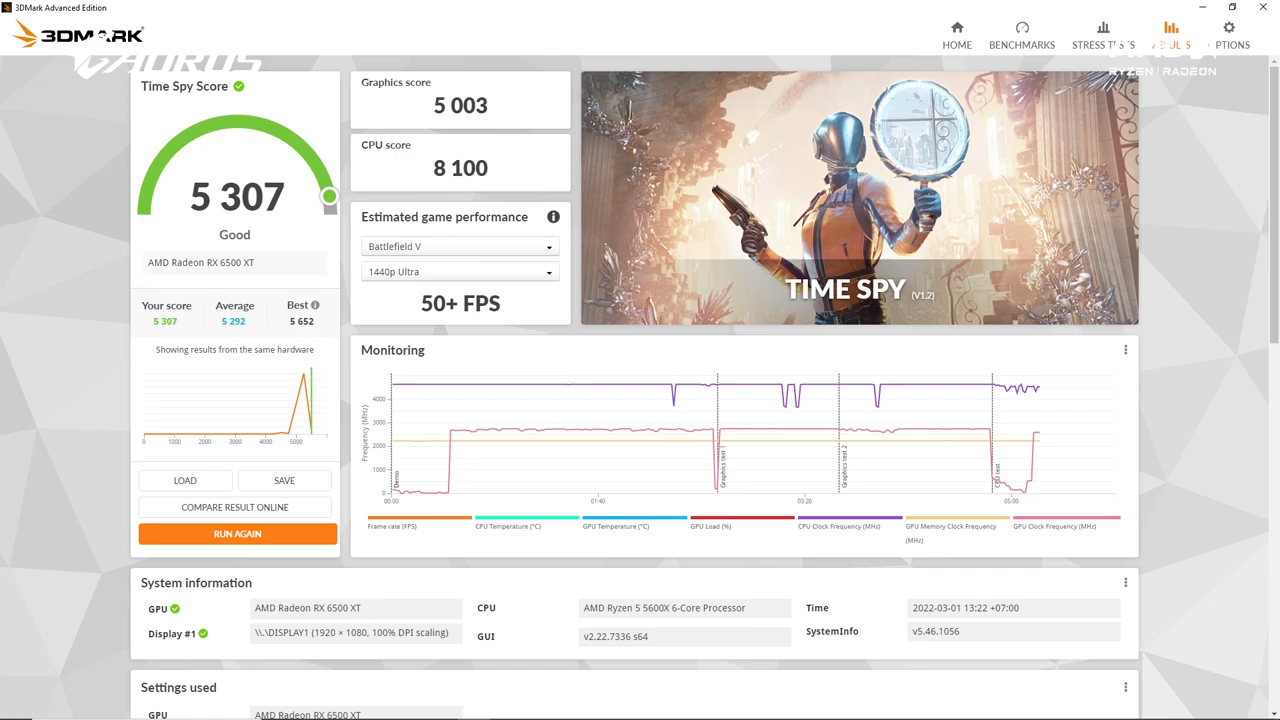 3DMark Advanced Edition
3DMARK
HOME
BENCHMARKS
STRESS TESTS
RESULTS
OPTIONS
AORUS
RYZEN | RADEON
Time Spy Score
5 307
Good
AMD Radeon RX 6500 XT
Your score
Average
Best
5 307
5 292
5 652
Showing results from the same hardware
0 1000 2000 3000 4000 5000
LOAD
SAVE
COMPARE RESULT ONLINE
RUN AGAIN
Graphics score
5 003
CPU score
8 100
Estimated game performance
Battlefield V
1440p Ultra
50+ FPS
TIME SPY (V1.2)
Monitoring
Frequency (MHz)
4000
3000
2000
1000
0
Demo
Graphics test 1
Graphics test 2
CPU test
00:00 01:40 03:20 05:00
Frame rate (FPS)
CPU Temperature (°C)
GPU Temperature (°C)
GPU Load (%)
CPU Clock Frequency (MHz)
GPU Memory Clock Frequency
(MHz)
GPU Clock Frequency (MHz)
System information
GPU
AMD Radeon RX 6500 XT
CPU
AMD Ryzen 5 5600X 6-Core Processor
Time
2022-03-01 13:22 +07:00
Display #1
\\.\DISPLAY1 (1920 × 1080, 100% DPI scaling)
GUI
v2.22.7336 s64
SystemInfo
v5.46.1056
Settings used
GPU
AMD Radeon RX 6500 XT